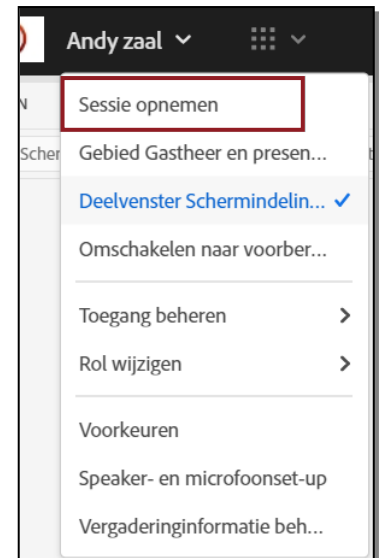 Andy zaal
N
Sessie opnemen
Scher
Gebied Gastheer en presen...
Deelvenster Schermindelin...
Omschakelen naar voorber...
Toegang beheren
Rol wijzigen
Voorkeuren
Speaker- en microfoonset-up
Vergaderinginformatie beh...